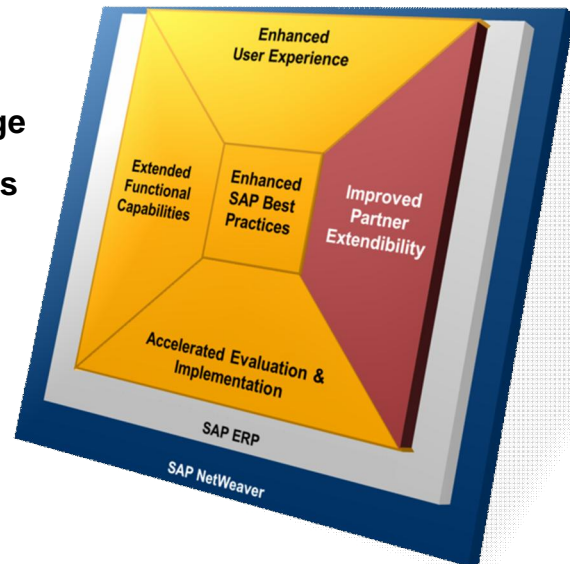 ge
s
Enhanced
User Experience
Extended
Functional
Capabilities
Enhanced
SAP Best
Practices
Improved
Partner
Extendibility
Accelerated Evaluation &
Implementation
SAP ERP
SAP NetWeaver